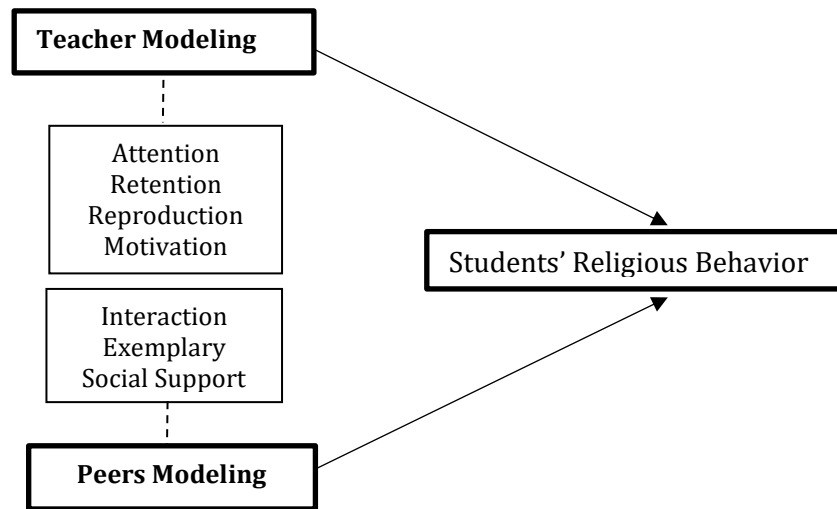 Teacher Modeling
Attention
Retention
Reproduction
Motivation
Students’ Religious Behavior
Interaction
Exemplary
Social Support
Peers Modeling